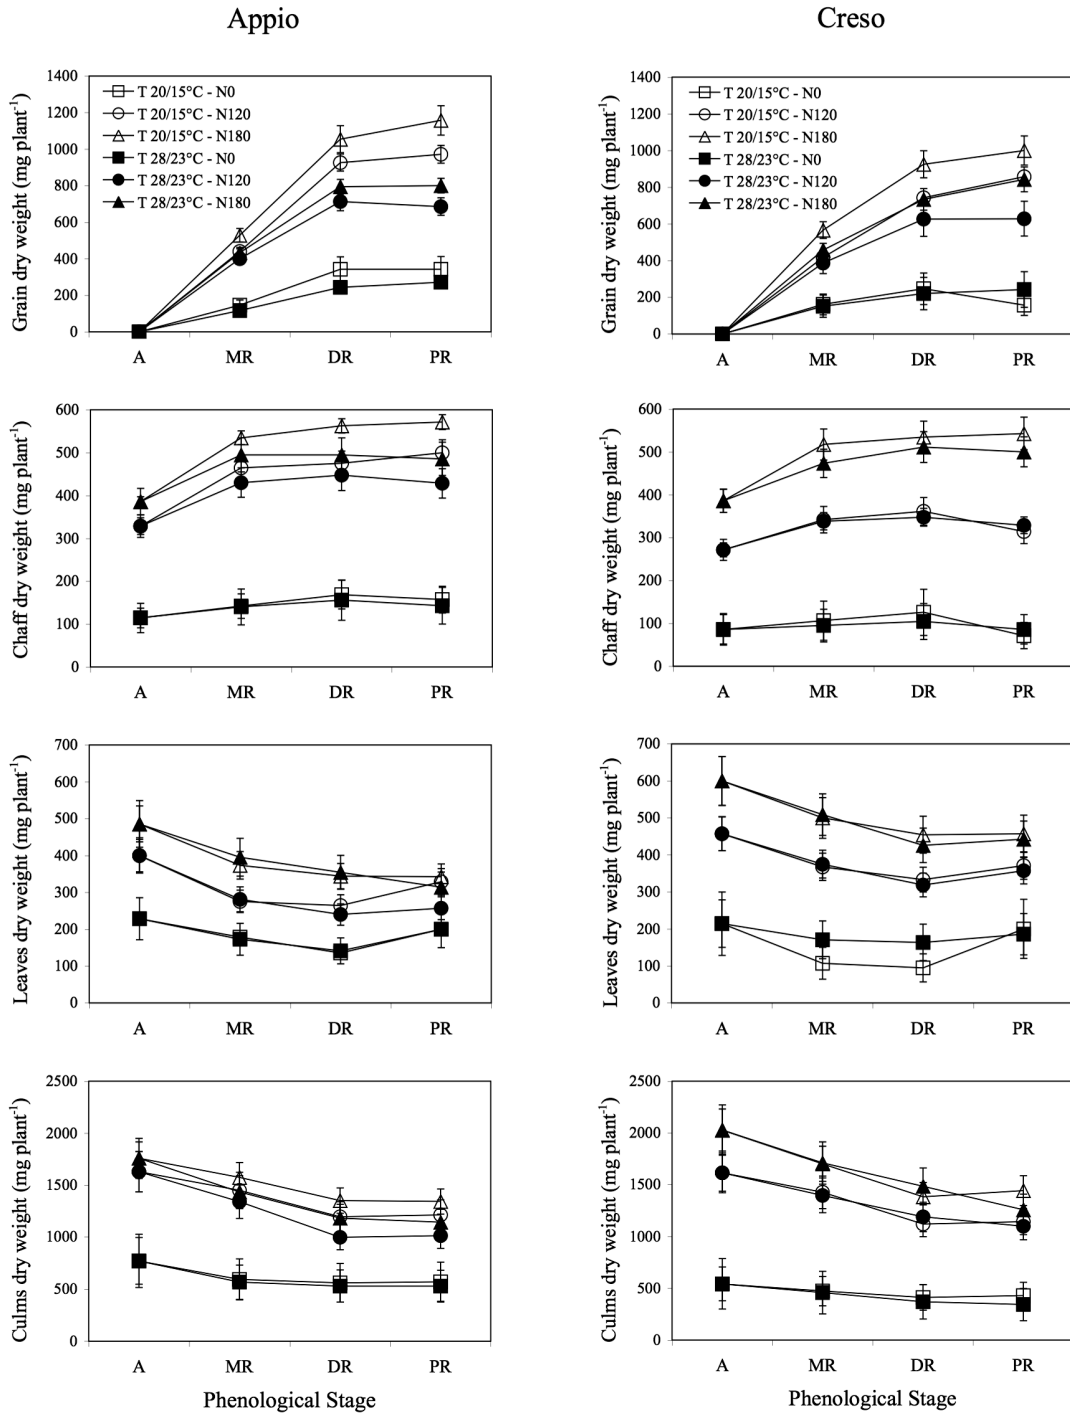 Appio
Creso
Grain dry weight (mg plant⁻¹)
1400
1200
1000
800
600
400
200
0
T 20/15°C - N0
T 20/15°C - N120
T 20/15°C - N180
T 28/23°C - N0
T 28/23°C - N120
T 28/23°C - N180
A MR DR PR
Grain dry weight (mg plant⁻¹)
1400
1200
1000
800
600
400
200
0
T 20/15°C - N0
T 20/15°C - N120
T 20/15°C - N180
T 28/23°C - N0
T 28/23°C - N120
T 28/23°C - N180
A MR DR PR
Chaff dry weight (mg plant⁻¹)
600
500
400
300
200
100
0
A MR DR PR
Chaff dry weight (mg plant⁻¹)
600
500
400
300
200
100
0
A MR DR PR
Leaves dry weight (mg plant⁻¹)
700
600
500
400
300
200
100
0
A MR DR PR
Leaves dry weight (mg plant⁻¹)
700
600
500
400
300
200
100
0
A MR DR PR
Culms dry weight (mg plant⁻¹)
2500
2000
1500
1000
500
0
A MR DR PR
Phenological Stage
Culms dry weight (mg plant⁻¹)
2500
2000
1500
1000
500
0
A MR DR PR
Phenological Stage